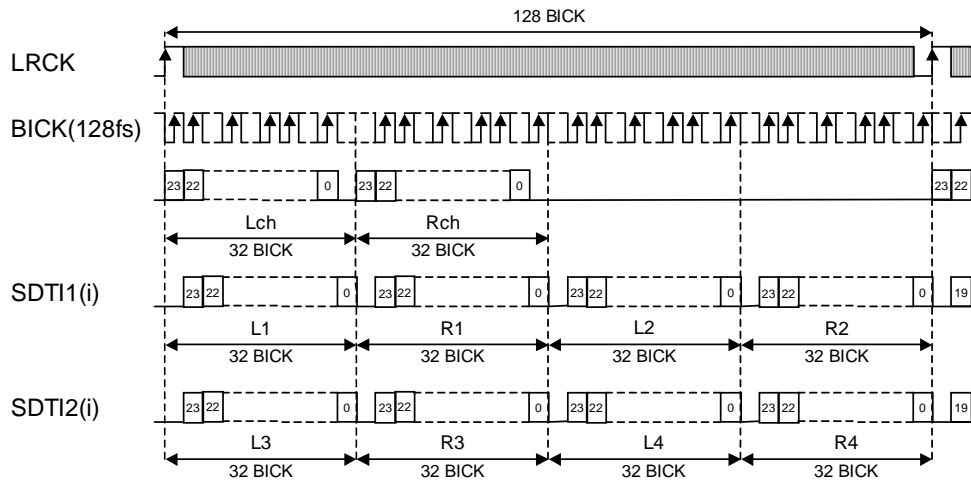 128 BICK
LRCK
BICK(128fs)
23 22 0 23 22 0 23 22
Lch Rch
32 BICK 32 BICK
SDTI1(i)
23 22 0 23 22 0 23 22 0 23 22 0 19
L1 R1 L2 R2
32 BICK 32 BICK 32 BICK 32 BICK
SDTI2(i)
23 22 0 23 22 0 23 22 0 23 22 0 19
L3 R3 L4 R4
32 BICK 32 BICK 32 BICK 32 BICK